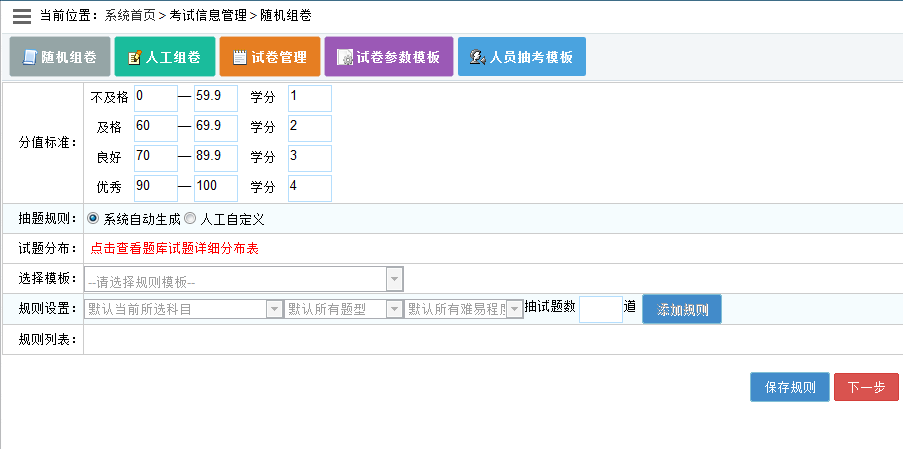 当前位置：系统首页>考试信息管理>随机组卷
随机组卷 人工组卷 试卷管理 试卷参数模板 人员抽考模板
分值标准：
不及格 0 — 59.9 学分 1
及格 60 — 69.9 学分 2
良好 70 — 89.9 学分 3
优秀 90 — 100 学分 4
抽题规则： 系统自动生成 人工自定义
试题分布： 点击查看题库试题详细分布表
选择模板： --请选择规则模板--
规则设置： 默认当前所选科目 默认所有题型 默认所有难易程度 抽试题数 道 添加规则
规则列表：
保存规则 下一步